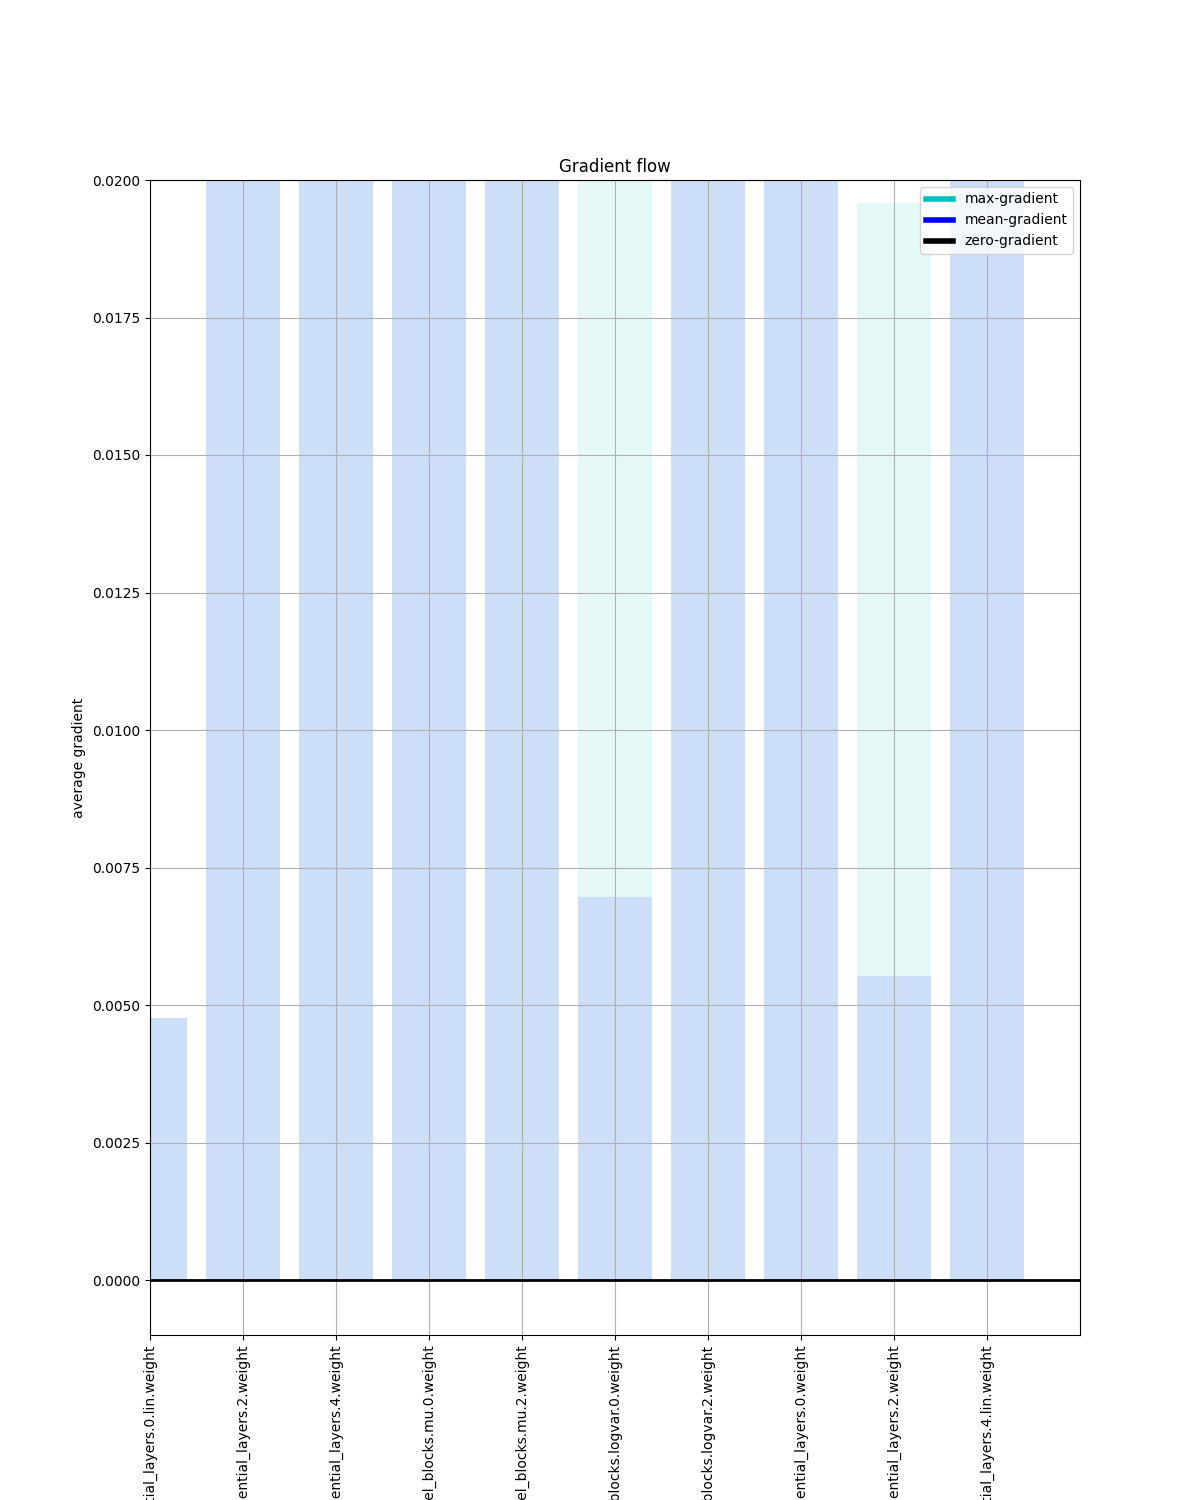 Gradient flow
max-gradient
mean-gradient
zero-gradient
0.0200
0.0175
0.0150
0.0125
0.0100
0.0075
0.0050
0.0025
0.0000
average gradient
tial_layers.0.lin.weight
ential_layers.2.weight
ential_layers.4.weight
el_blocks.mu.0.weight
el_blocks.mu.2.weight
blocks.logvar.0.weight
blocks.logvar.2.weight
ential_layers.0.weight
ential_layers.2.weight
tial_layers.4.lin.weight